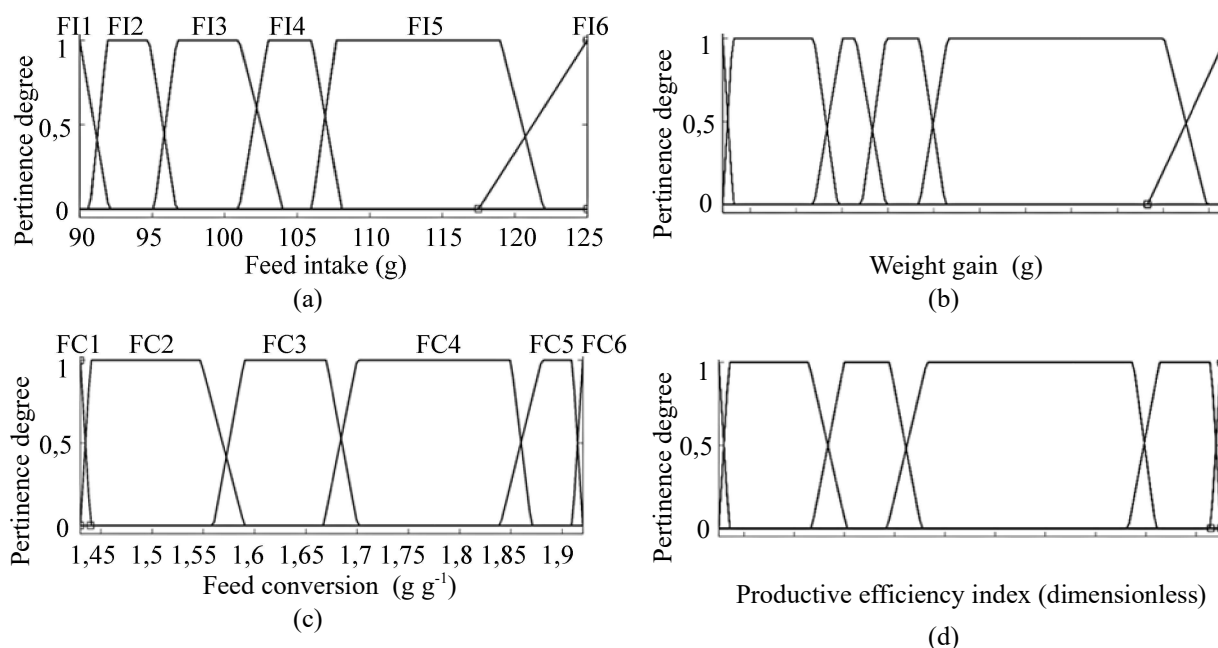 FI1 FI2 FI3 FI4 FI5 FI6
Pertinence degree
1
0,5
0
90 95 100 105 110 115 120 125
Feed intake (g)
(a)
Pertinence degree
1
0,5
0
Weight gain (g)
(b)
FC1 FC2 FC3 FC4 FC5 FC6
Pertinence degree
1
0,5
0
1,45 1,5 1,55 1,6 1,65 1,7 1,75 1,8 1,85 1,9
Feed conversion (g g⁻¹)
(c)
Pertinence degree
1
0,5
0
Productive efficiency index (dimensionless)
(d)